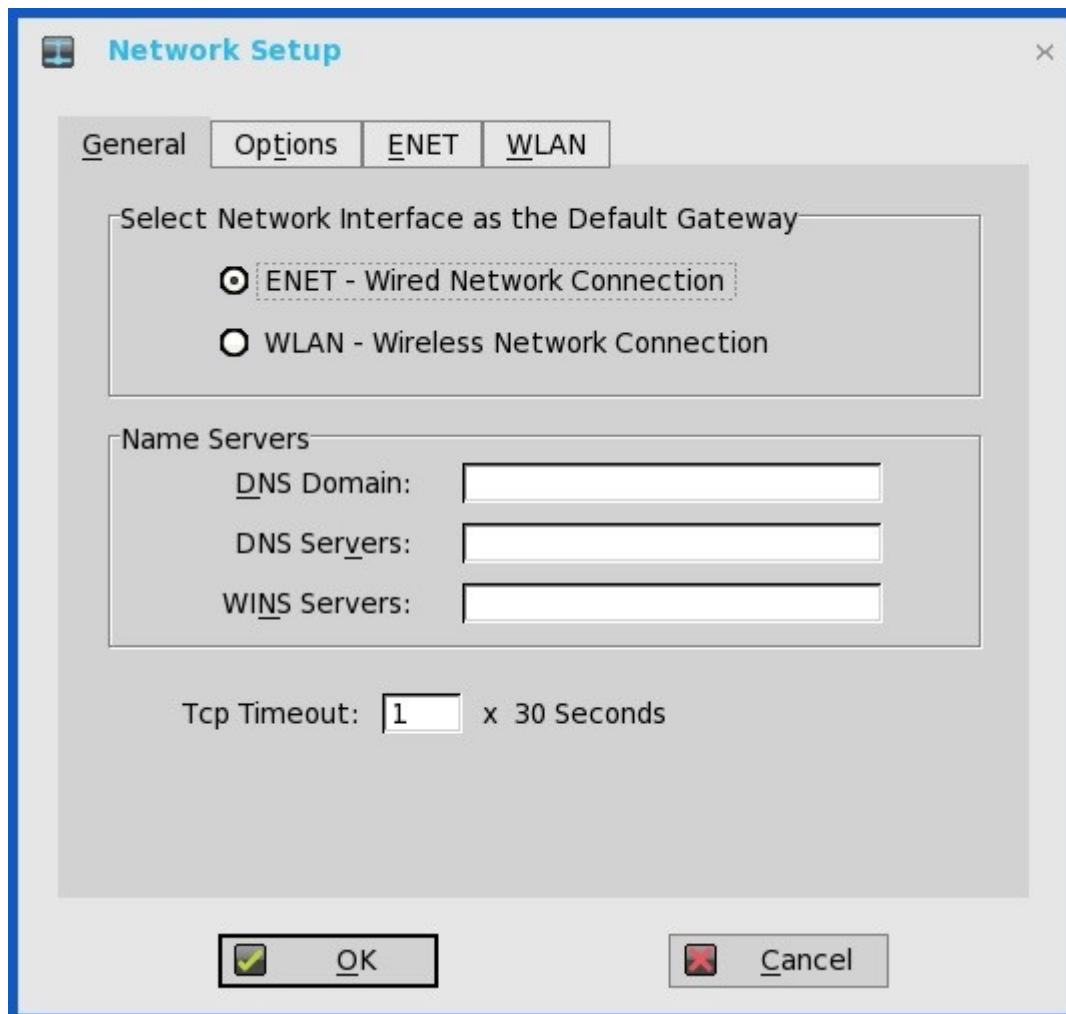 Network Setup
General Options ENET WLAN
Select Network Interface as the Default Gateway
ENET - Wired Network Connection
WLAN - Wireless Network Connection
Name Servers
DNS Domain:
DNS Servers:
WINS Servers:
Tcp Timeout: 1 x 30 Seconds
OK Cancel